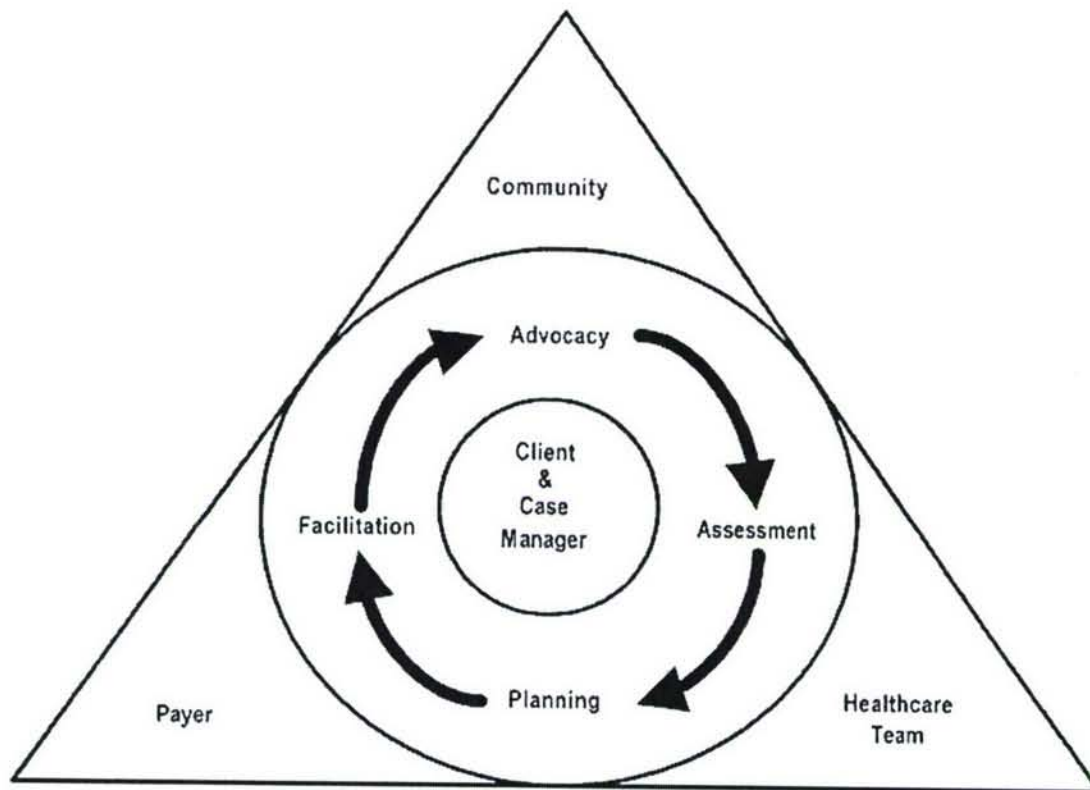 Community
Advocacy
Client
&
Case
Manager
Facilitation
Assessment
Planning
Payer
Healthcare
Team